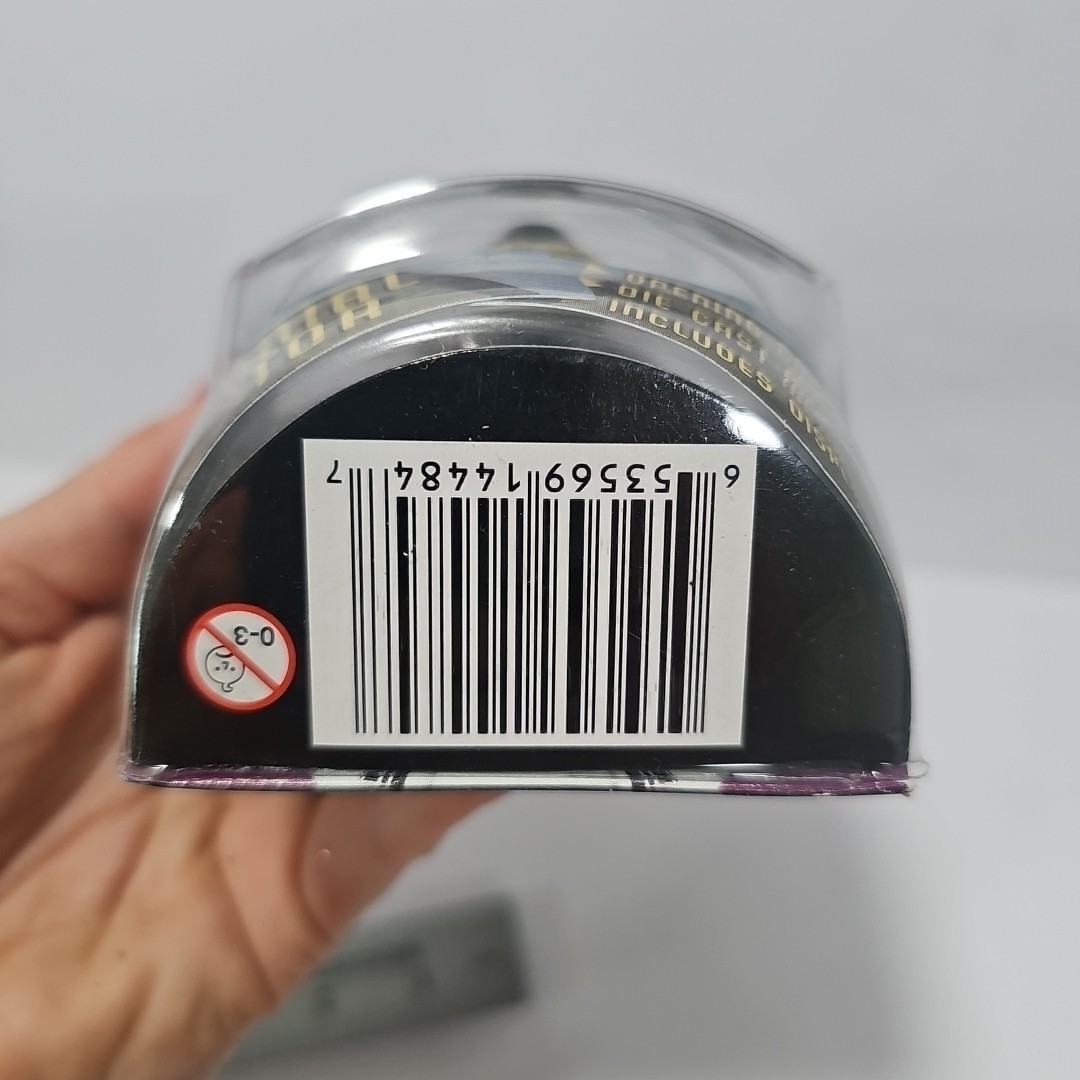 OPENING
DIE CAST
INCLUDES
6 53569 14484 7
0-3